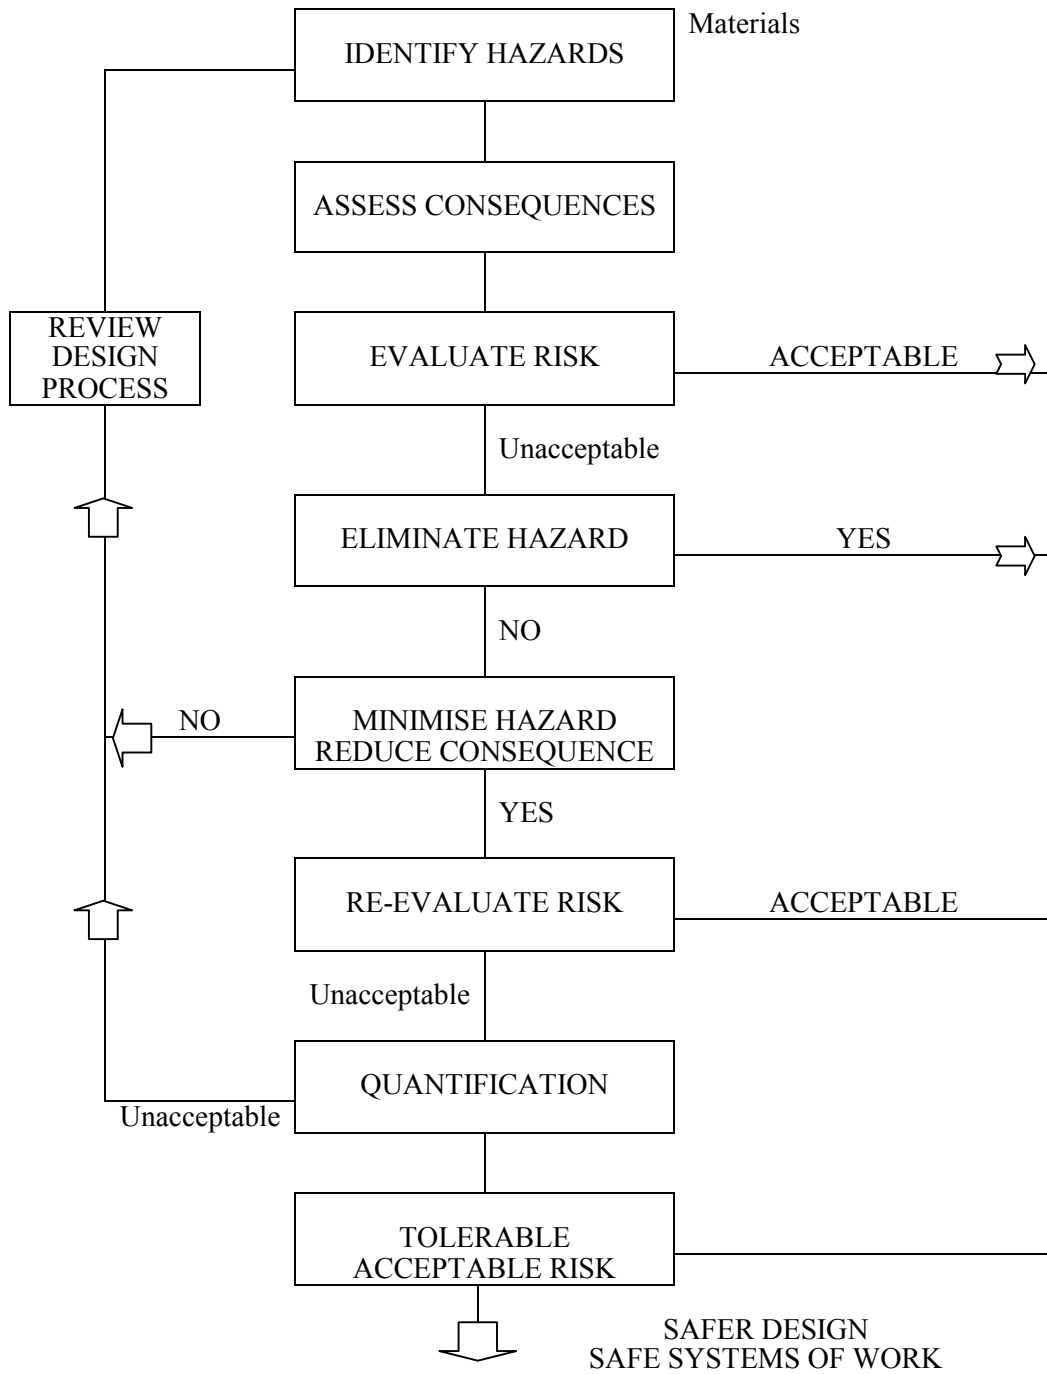 IDENTIFY HAZARDS
Materials
ASSESS CONSEQUENCES
REVIEW
DESIGN
PROCESS
EVALUATE RISK
ACCEPTABLE
Unacceptable
ELIMINATE HAZARD
YES
NO
NO
MINIMISE HAZARD
REDUCE CONSEQUENCE
YES
RE-EVALUATE RISK
ACCEPTABLE
Unacceptable
QUANTIFICATION
Unacceptable
TOLERABLE
ACCEPTABLE RISK
SAFER DESIGN
SAFE SYSTEMS OF WORK